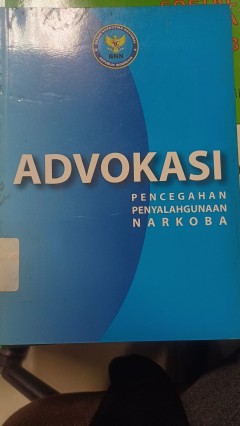 BNN
ADVOKASI
PENCEGAHAN
PENYALAHGUNAAN
NARKOBA